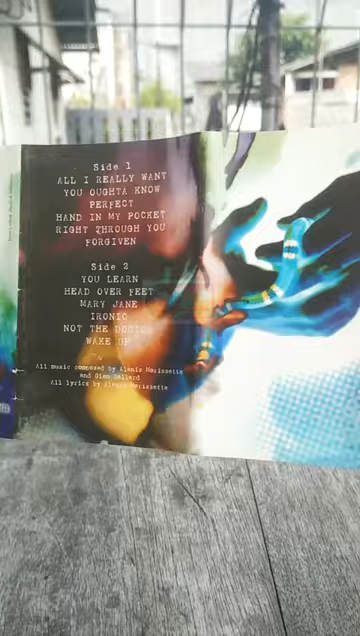 Side 1
ALL I REALLY WANT
YOU OUGHTA KNOW
PERFECT
HAND IN MY POCKET
RIGHT THROUGH YOU
FORGIVEN
Side 2
YOU LEARN
HEAD OVER FEET
MARY JANE
IRONIC
NOT THE DOCTOR
WAKE UP
All music composed by Alanis Morissette
and Glen Ballard
All lyrics by Alanis Morissette